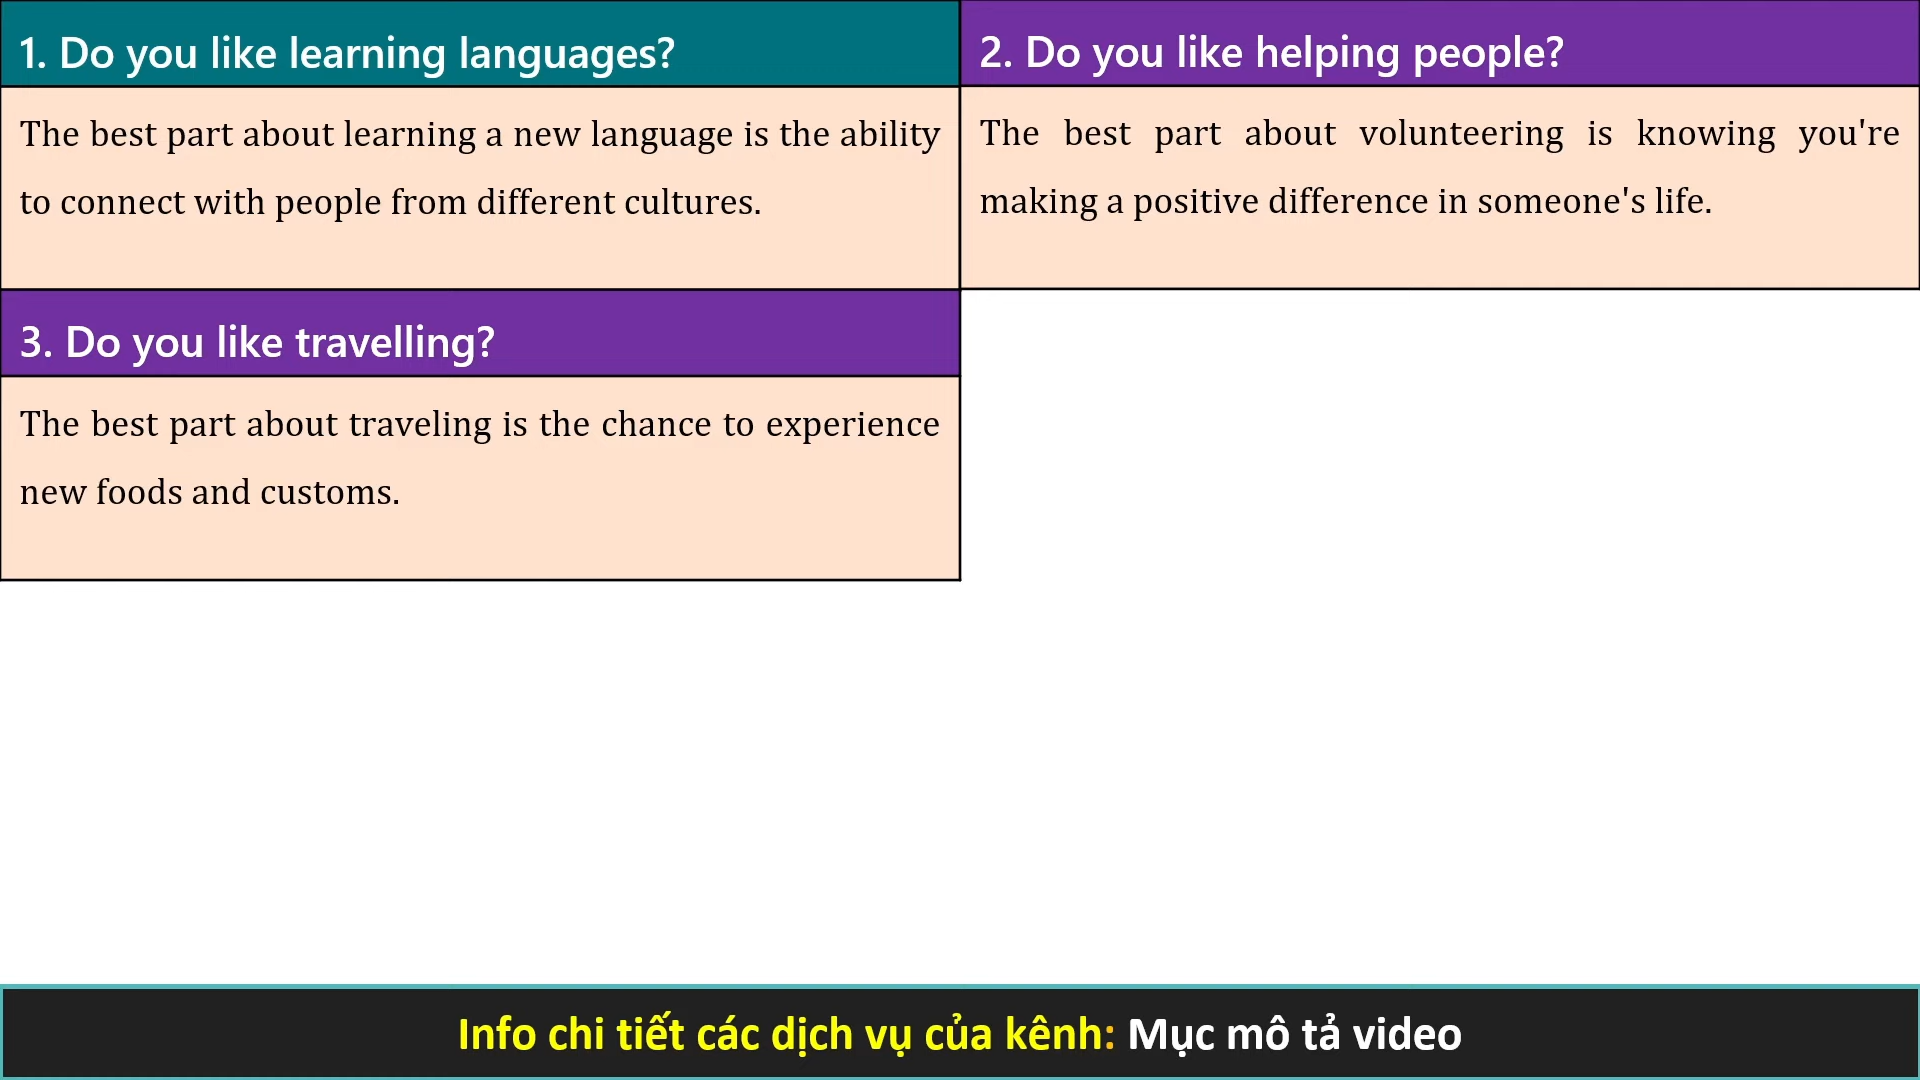 1. Do you like learning languages?
The best part about learning a new language is the ability
to connect with people from different cultures.
2. Do you like helping people?
The best part about volunteering is knowing you're
making a positive difference in someone's life.
3. Do you like travelling?
The best part about traveling is the chance to experience
new foods and customs.
Info chi tiết các dịch vụ của kênh: Mục mô tả video